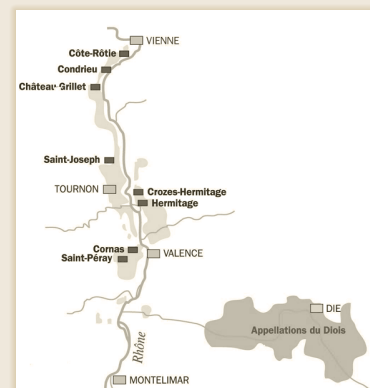 VIENNE
Côte-Rôtie
Condrieu
Château Grillet
Saint-Joseph
TOURNON
Crozes-Hermitage
Hermitage
Cornas
Saint-Péray
VALENCE
DIE
Appellations du Diois
Rhône
MONTELIMAR